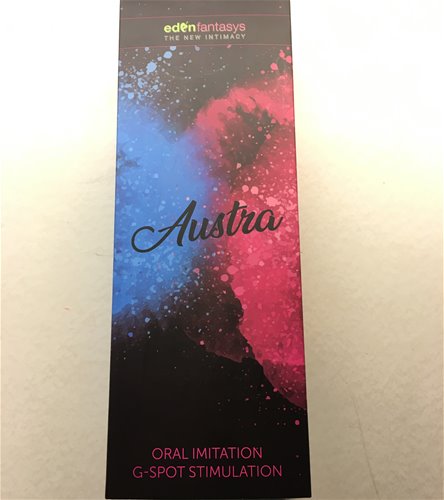 edenfantasys
THE NEW INTIMACY
Austra
ORAL IMITATION
G-SPOT STIMULATION